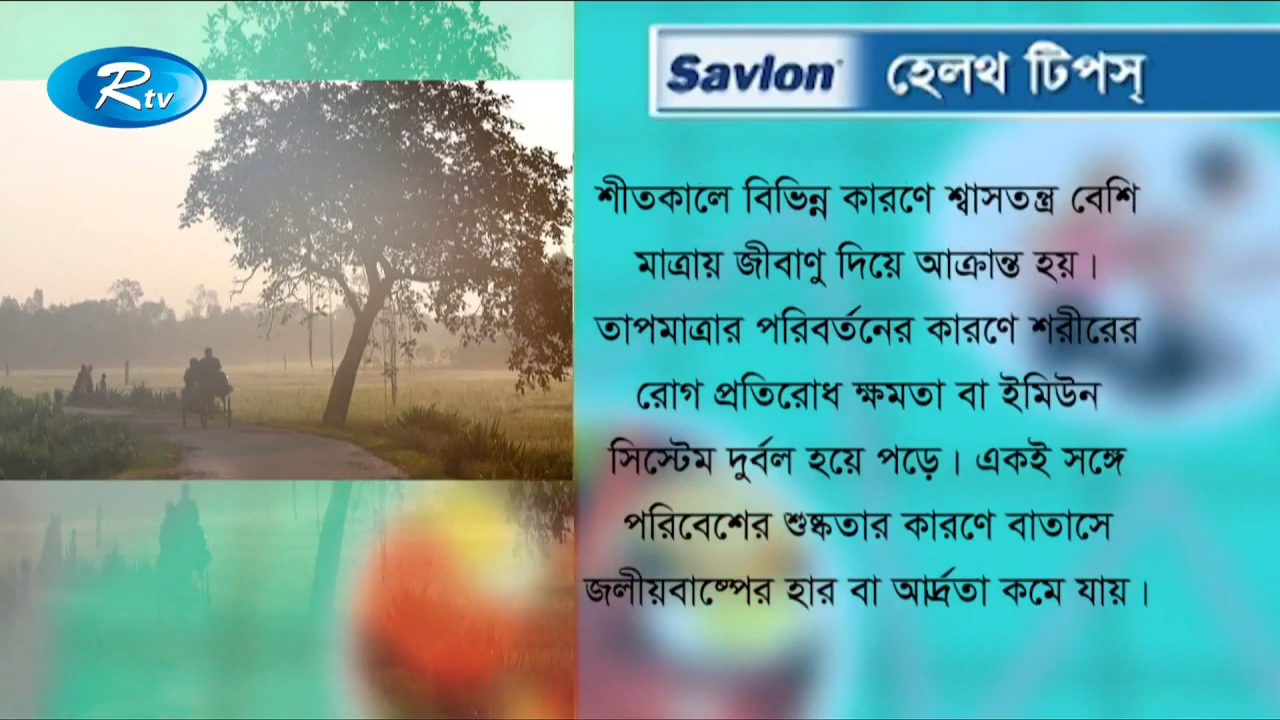 Rtv
Savlon হেলথ টিপস্
শীতকালে বিভিন্ন কারণে শ্বাসতন্ত্র বেশি
মাত্রায় জীবাণু দিয়ে আক্রান্ত হয়।
তাপমাত্রার পরিবর্তনের কারণে শরীরের
রোগ প্রতিরোধ ক্ষমতা বা ইমিউন
সিস্টেম দুর্বল হয়ে পড়ে। একই সঙ্গে
পরিবেশের শুষ্কতার কারণে বাতাসে
জলীয়বাষ্পের হার বা আর্দ্রতা কমে যায়।